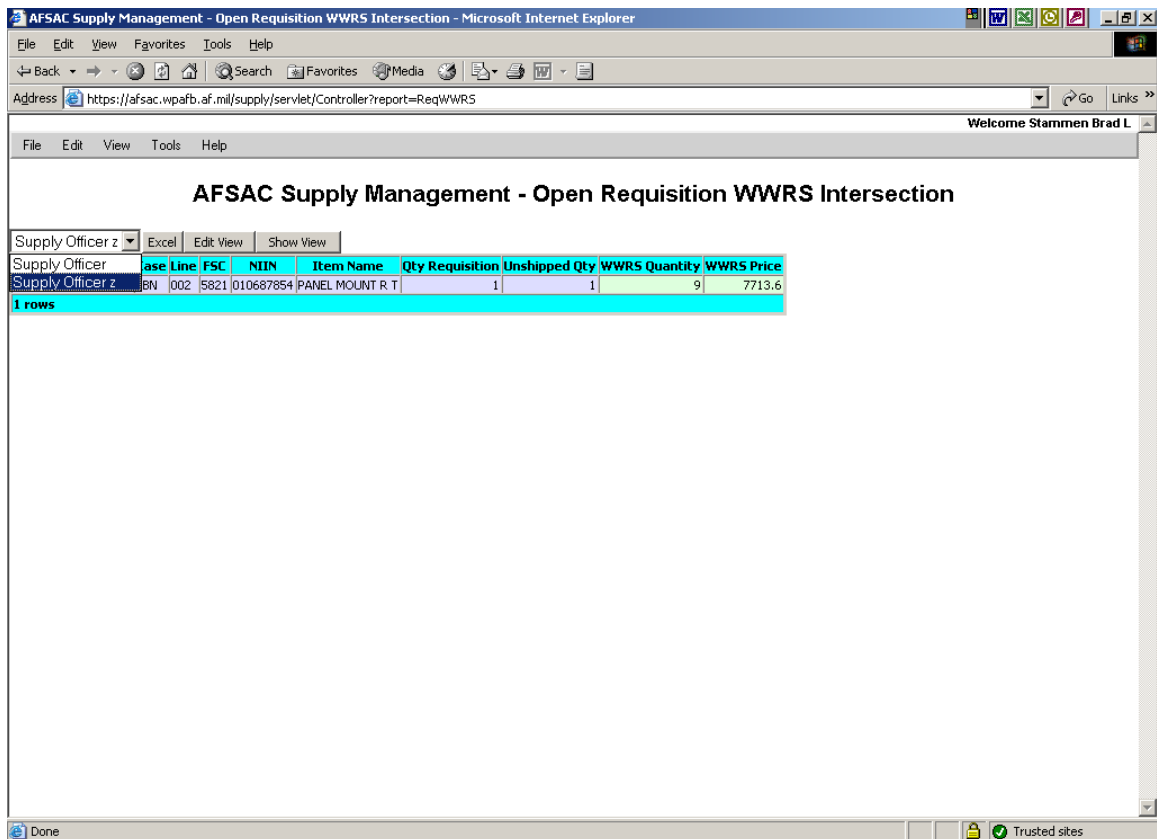 AFSAC Supply Management - Open Requisition WWRS Intersection - Microsoft Internet Explorer
File Edit View Favorites Tools Help
Back Search Favorites Media
Address https://afsac.wpafb.af.mil/supply/servlet/Controller?report=ReqWWRS Go Links »
Welcome Stammen Brad L
File Edit View Tools Help
AFSAC Supply Management - Open Requisition WWRS Intersection
Supply Officer z Excel Edit View Show View
Supply Officer ase Line FSC NIIN Item Name Qty Requisition Unshipped Qty WWRS Quantity WWRS Price
Supply Officer z BN 002 5821 010687854 PANEL MOUNT R T 1 1 9 7713.6
1 rows
Done Trusted sites